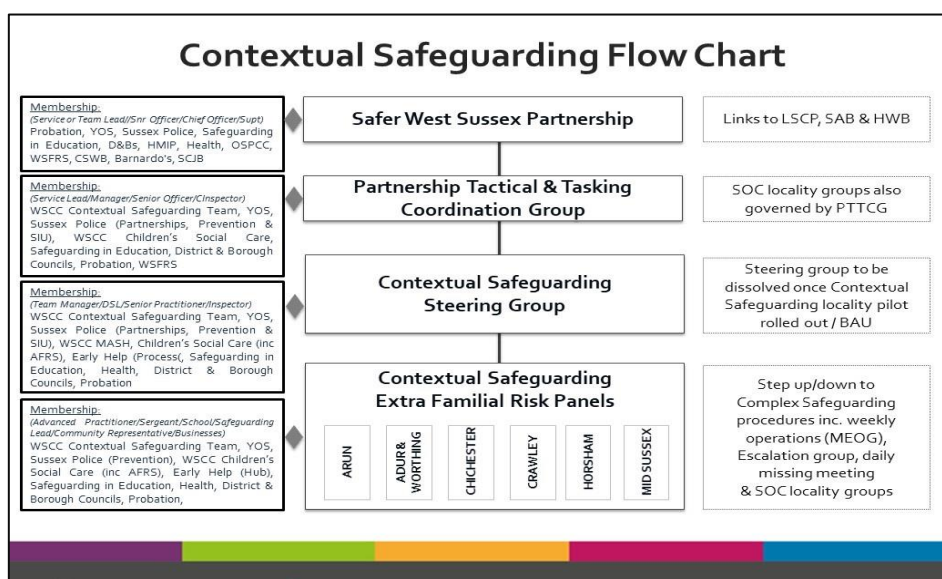 Contextual Safeguarding Flow Chart
Membership:
(Service or Team Lead//Snr Officer/Chief Officer/Supt)
Probation, YOS, Sussex Police, Safeguarding
in Education, D&Bs, HMIP, Health, OSPCC,
WSFRS, CSWB, Barnardo's, SCJB
Safer West Sussex Partnership
Links to LSCP, SAB & HWB
Membership:
(Service Lead/Manager/Senior Officer/CInspector)
WSCC Contextual Safeguarding Team, YOS,
Sussex Police (Partnerships, Prevention &
SIU), WSCC Children's Social Care,
Safeguarding in Education, District & Borough
Councils, Probation, WSFRS
Partnership Tactical & Tasking
Coordination Group
SOC locality groups also
governed by PTTCG
Membership:
(Team Manager/DSL/Senior Practitioner/Inspector)
WSCC Contextual Safeguarding Team, YOS,
Sussex Police (Partnerships, Prevention &
SIU), WSCC MASH, Children's Social Care (inc
AFRS), Early Help (Process(, Safeguarding in
Education, Health, District & Borough
Councils, Probation
Contextual Safeguarding
Steering Group
Steering group to be
dissolved once Contextual
Safeguarding locality pilot
rolled out / BAU
Membership:
(Advanced Practitioner/Sergeant/School/Safeguarding
Lead/Community Representative/Businesses)
WSCC Contextual Safeguarding Team, YOS,
Sussex Police (Prevention), WSCC Children's
Social Care (inc AFRS), Early Help (Hub),
Safeguarding in Education, Health, District &
Borough Councils, Probation,
Contextual Safeguarding
Extra Familial Risk Panels
ARUN
ADUR &
WORTHING
CHICHESTER
CRAWLEY
HORSHAM
MID SUSSEX
Step up/down to
Complex Safeguarding
procedures inc. weekly
operations (MEOG),
Escalation group, daily
missing meeting
& SOC locality groups